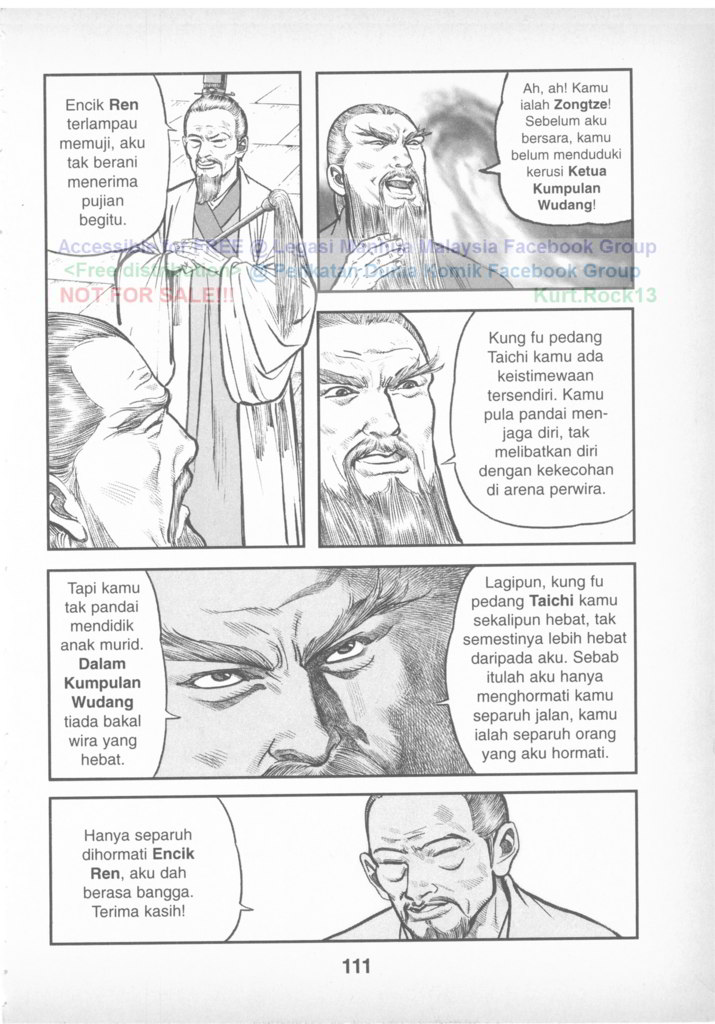 Encik Ren
terlampau
memuji, aku
tak berani
menerima
pujian
begitu.
Ah, ah! Kamu
ialah Zongtze!
Sebelum aku
bersara, kamu
belum menduduki
kerusi Ketua
Kumpulan
Wudang!
Accessible for FREE @ Legasi Naghua Malaysia Facebook Group
<Free distribution> @ Perikatan Dunia Komik Facebook Group
NOT FOR SALE!!!
Kurt.Rock13
Kung fu pedang
Taichi kamu ada
keistimewaan
tersendiri. Kamu
pula pandai men-
jaga diri, tak
melibatkan diri
dengan kekecohan
di arena perwira.
Tapi kamu
tak pandai
mendidik
anak murid.
Dalam
Kumpulan
Wudang
tiada bakal
wira yang
hebat.
Lagipun, kung fu
pedang Taichi kamu
sekalipun hebat, tak
semestinya lebih hebat
daripada aku. Sebab
itulah aku hanya
menghormati kamu
separuh jalan, kamu
ialah separuh orang
yang aku hormati.
Hanya separuh
dihormati Encik
Ren, aku dah
berasa bangga.
Terima kasih!
111